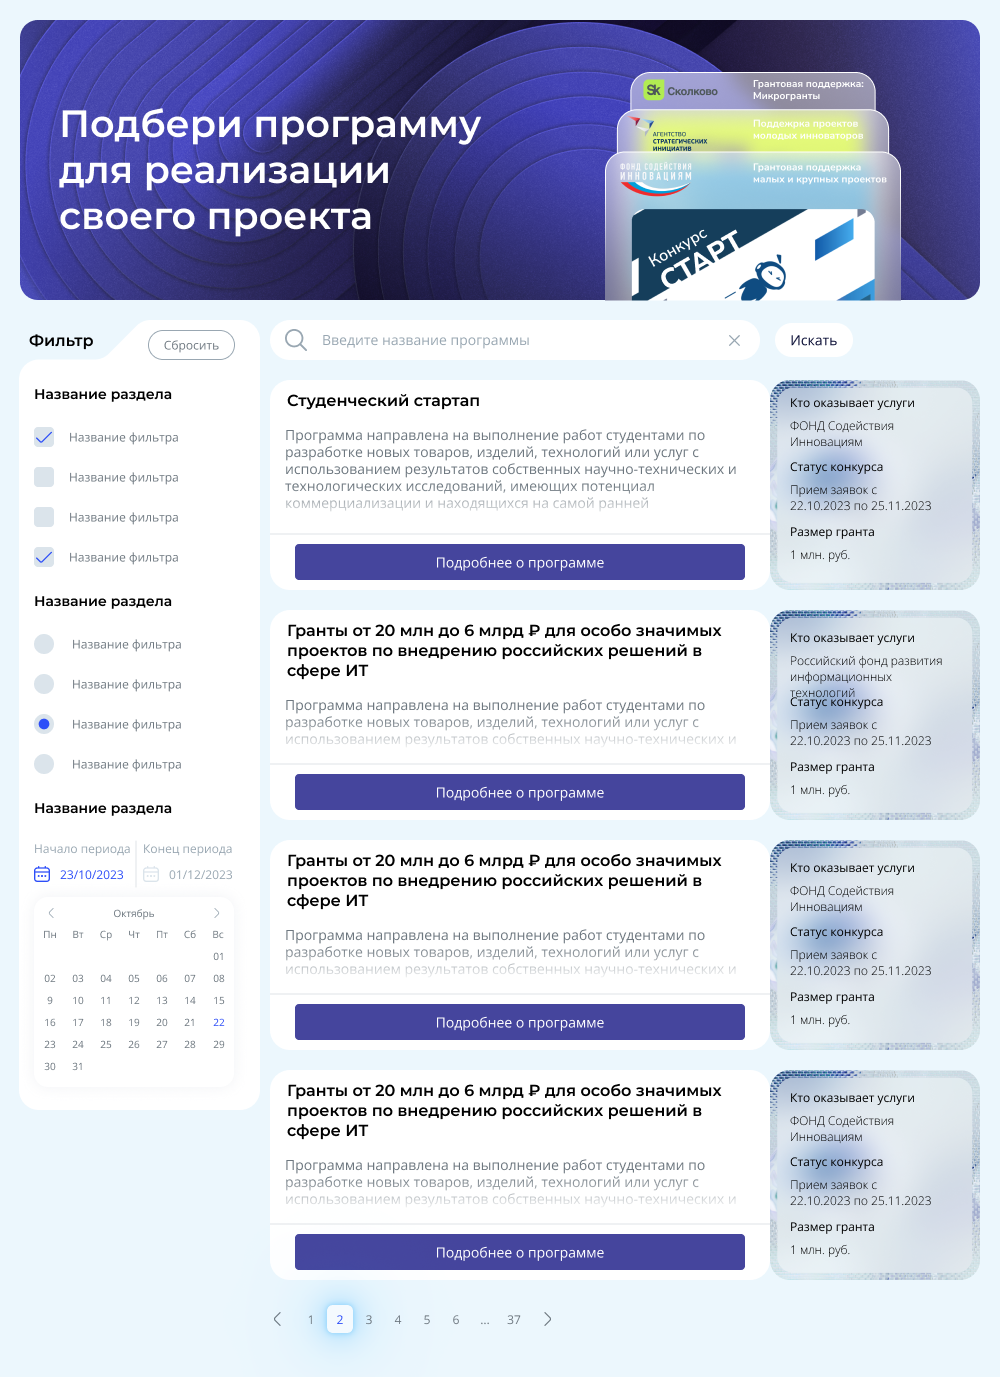 Подбери программу
для реализации
своего проекта
Sk Сколково
Грантовая поддержка:
Микрогранты
АГЕНТСТВО
СТРАТЕГИЧЕСКИХ
ИНИЦИАТИВ
Поддежрка проектов
молодых инноваторов
ФОНД СОДЕЙСТВИЯ
ИННОВАЦИЯМ
Грантовая поддержка
малых и крупных проектов
Конкурс
СТАРТ
Фильтр
Сбросить
Название раздела
Название фильтра
Название фильтра
Название фильтра
Название фильтра
Название раздела
Название фильтра
Название фильтра
Название фильтра
Название фильтра
Название раздела
Начало периода Конец периода
23/10/2023 01/12/2023
Октябрь
Пн Вт Ср Чт Пт Сб Вс
01
02 03 04 05 06 07 08
9 10 11 12 13 14 15
16 17 18 19 20 21 22
23 24 25 26 27 28 29
30 31
Введите название программы
Искать
Студенческий стартап
Программа направлена на выполнение работ студентами по
разработке новых товаров, изделий, технологий или услуг с
использованием результатов собственных научно-технических и
технологических исследований, имеющих потенциал
коммерциализации и находящихся на самой ранней
Подробнее о программе
Кто оказывает услуги
ФОНД Содействия
Инновациям
Статус конкурса
Прием заявок с
22.10.2023 по 25.11.2023
Размер гранта
1 млн. руб.
Гранты от 20 млн до 6 млрд ₽ для особо значимых
проектов по внедрению российских решений в
сфере ИТ
Программа направлена на выполнение работ студентами по
разработке новых товаров, изделий, технологий или услуг с
использованием результатов собственных научно-технических и
Подробнее о программе
Кто оказывает услуги
Российский фонд развития
информационных
технологий
Статус конкурса
Прием заявок с
22.10.2023 по 25.11.2023
Размер гранта
1 млн. руб.
Гранты от 20 млн до 6 млрд ₽ для особо значимых
проектов по внедрению российских решений в
сфере ИТ
Программа направлена на выполнение работ студентами по
разработке новых товаров, изделий, технологий или услуг с
использованием результатов собственных научно-технических и
Подробнее о программе
Кто оказывает услуги
ФОНД Содействия
Инновациям
Статус конкурса
Прием заявок с
22.10.2023 по 25.11.2023
Размер гранта
1 млн. руб.
Гранты от 20 млн до 6 млрд ₽ для особо значимых
проектов по внедрению российских решений в
сфере ИТ
Программа направлена на выполнение работ студентами по
разработке новых товаров, изделий, технологий или услуг с
использованием результатов собственных научно-технических и
Подробнее о программе
Кто оказывает услуги
ФОНД Содействия
Инновациям
Статус конкурса
Прием заявок с
22.10.2023 по 25.11.2023
Размер гранта
1 млн. руб.
1 2 3 4 5 6 ... 37